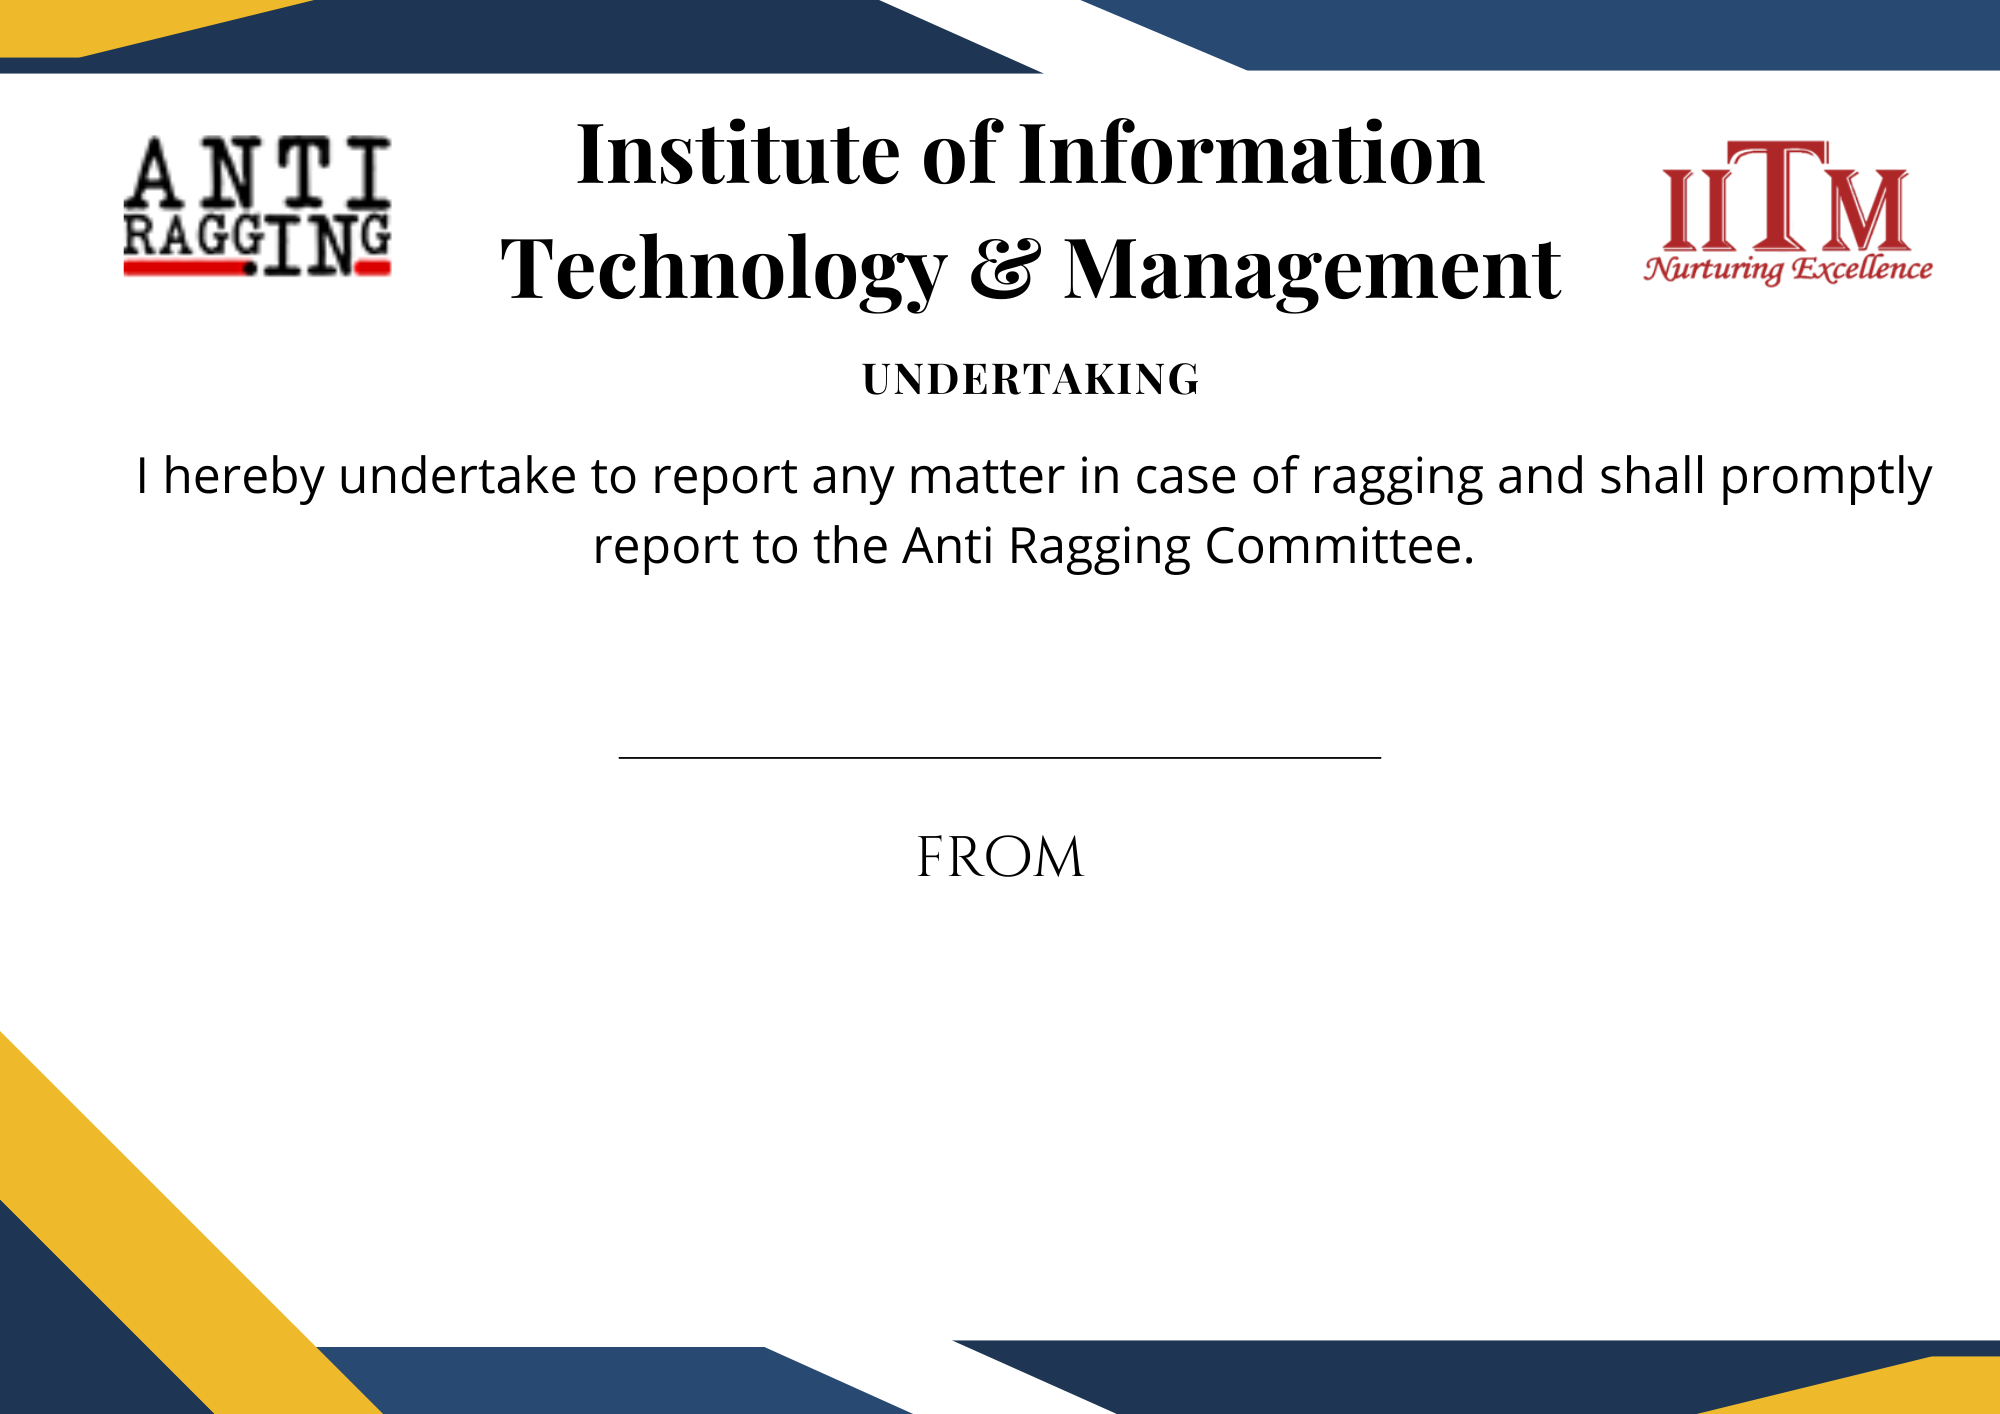 ANTI
RAGGING
Institute of Information
Technology & Management
IITM
Nurturing Excellence
UNDERTAKING
I hereby undertake to report any matter in case of ragging and shall promptly
report to the Anti Ragging Committee.
FROM